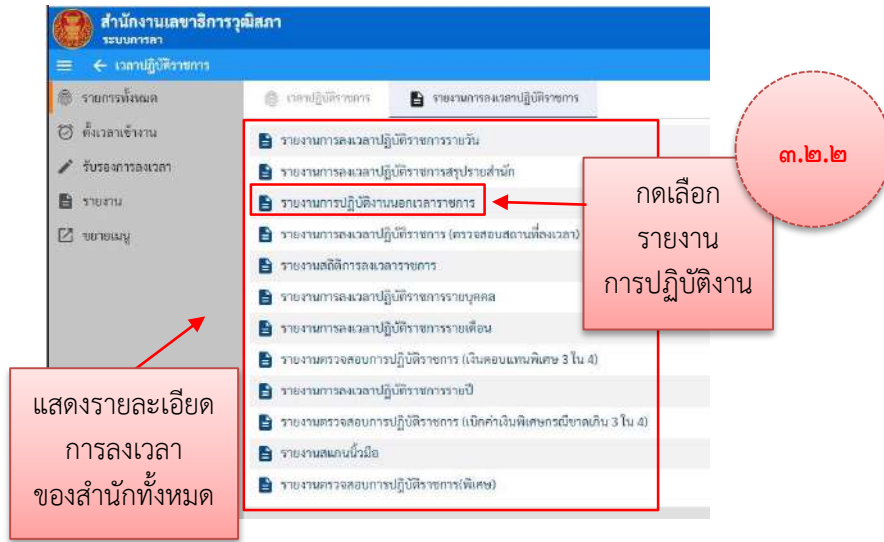 สำนักงานเลขาธิการวุฒิสภา
ระบบการลา
← เวลาปฏิบัติราชการ
รายการทั้งหมด
ตั้งเวลาเข้างาน
รับรองการลงเวลา
รายงาน
ขยายเมนู
เวลาปฏิบัติราชการ
รายงานการลงเวลาปฏิบัติราชการ
รายงานการลงเวลาปฏิบัติราชการรายวัน
รายงานการลงเวลาปฏิบัติราชการสรุปรายสำนัก
รายงานการปฏิบัติงานนอกเวลาราชการ
รายงานการลงเวลาปฏิบัติราชการ (ตรวจสอบสถานที่ลงเวลา)
รายงานสถิติการลงเวลาราชการ
รายงานการลงเวลาปฏิบัติราชการรายบุคคล
รายงานการลงเวลาปฏิบัติราชการรายเดือน
รายงานตรวจสอบการปฏิบัติราชการ (เงินตอบแทนพิเศษ 3 ใน 4)
รายงานการลงเวลาปฏิบัติราชการรายปี
รายงานตรวจสอบการปฏิบัติราชการ (เบิกค่าเงินพิเศษกรณีขาดเกิน 3 ใน 4)
รายงานสแกนนิ้วมือ
รายงานตรวจสอบการปฏิบัติราชการ(พิเศษ)
๓.๒.๒
กดเลือก
รายงาน
การปฏิบัติงาน
แสดงรายละเอียด
การลงเวลา
ของสำนักทั้งหมด